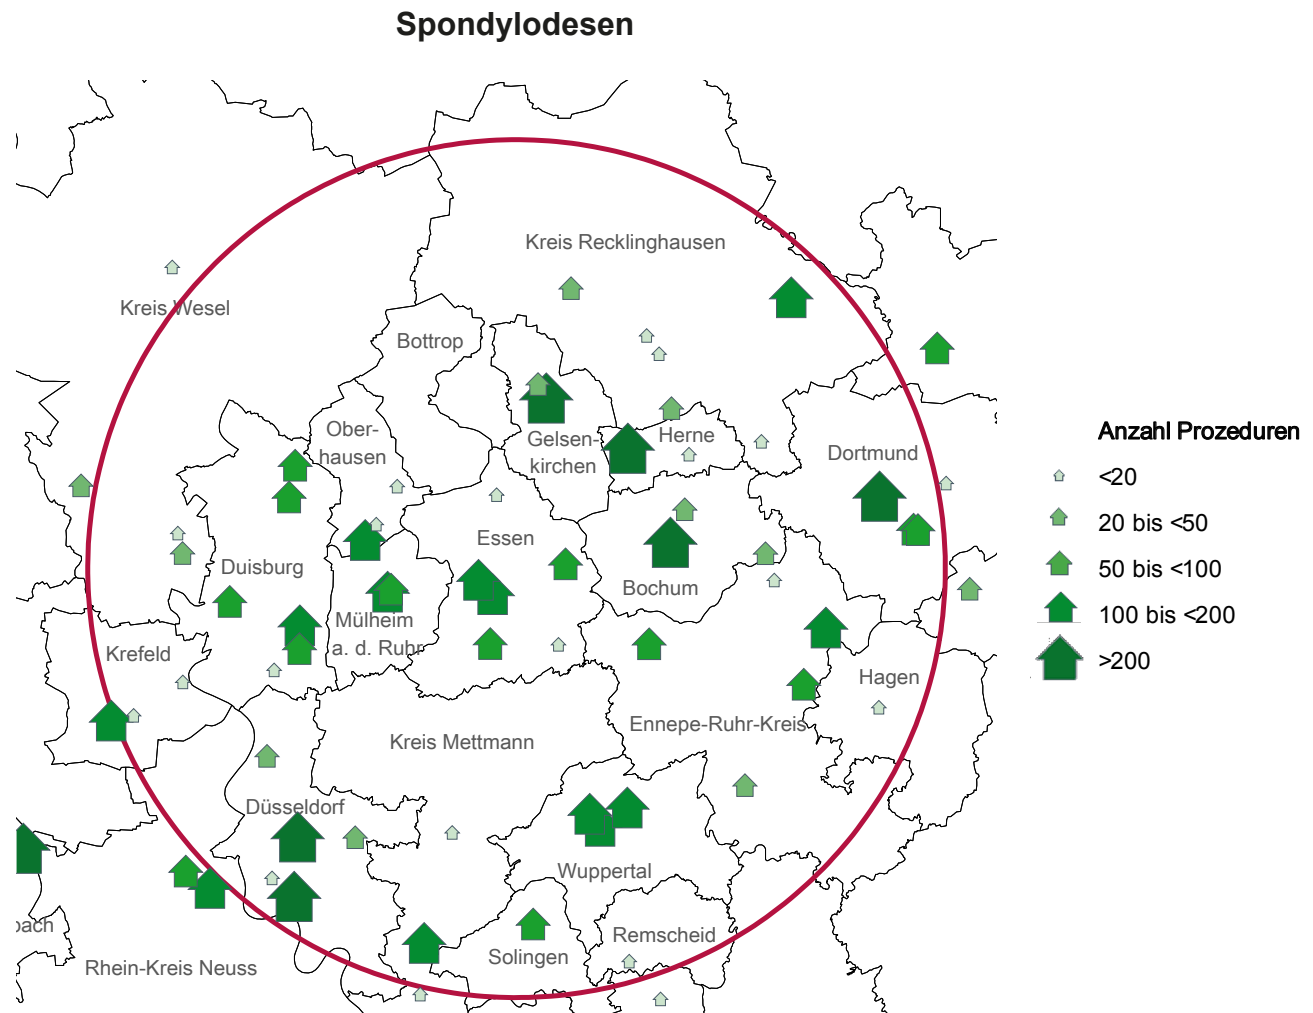 Spondylodesen
Kreis Recklinghausen
Kreis Wesel
Bottrop
Ober-
hausen
Gelsen-
kirchen
Herne
Dortmund
Essen
Duisburg
Bochum
Mülheim
a. d. Ruhr
Krefeld
Hagen
Ennepe-Ruhr-Kreis
Kreis Mettmann
Düsseldorf
Wuppertal
bach
Remscheid
Solingen
Rhein-Kreis Neuss
Anzahl Prozeduren
<20
20 bis <50
50 bis <100
100 bis <200
>200